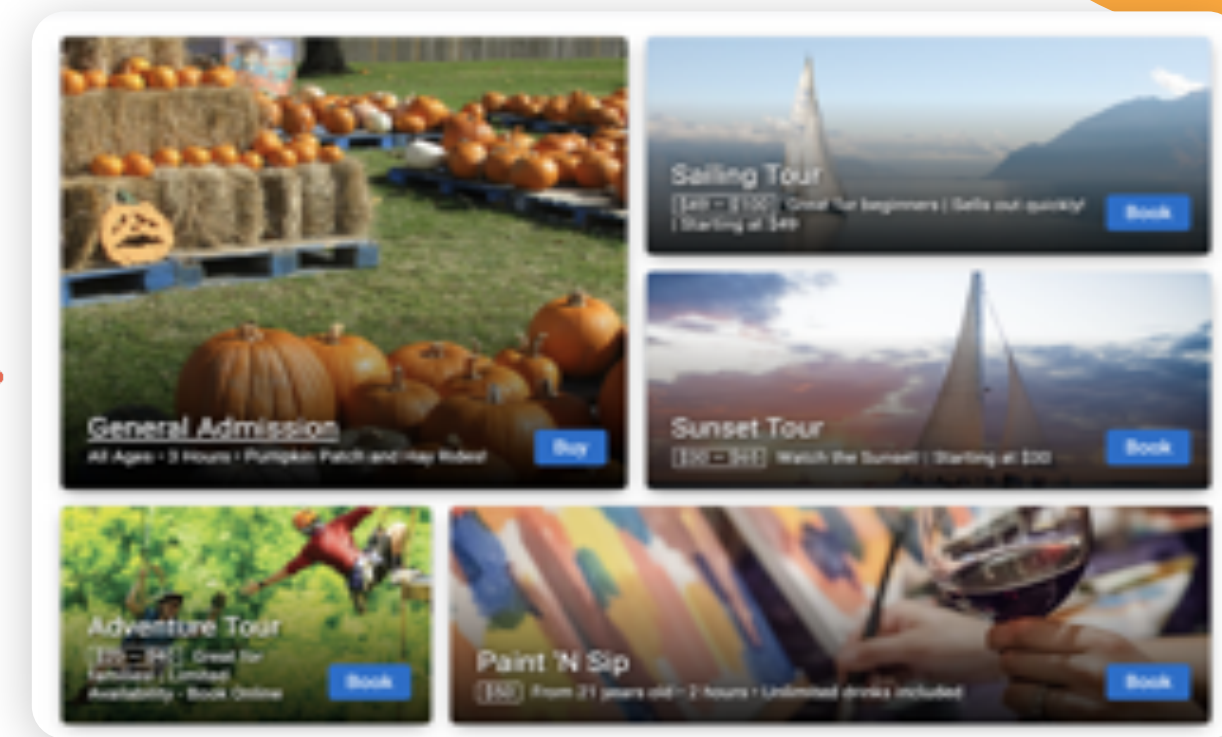 General Admission
All Ages • 3 Hours • Pumpkin Patch and Hay Rides!
Buy
Sailing Tour
$49 – $100 Great for beginners | Sells out quickly!
| Starting at $49
Book
Sunset Tour
Watch the Sunset! | Starting at $30
Book
Adventure Tour
Great for
families! | Limited
Availability - Book Online
Book
Paint 'N Sip
$50 From 21 years old • 2 hours • Unlimited drinks included
Book